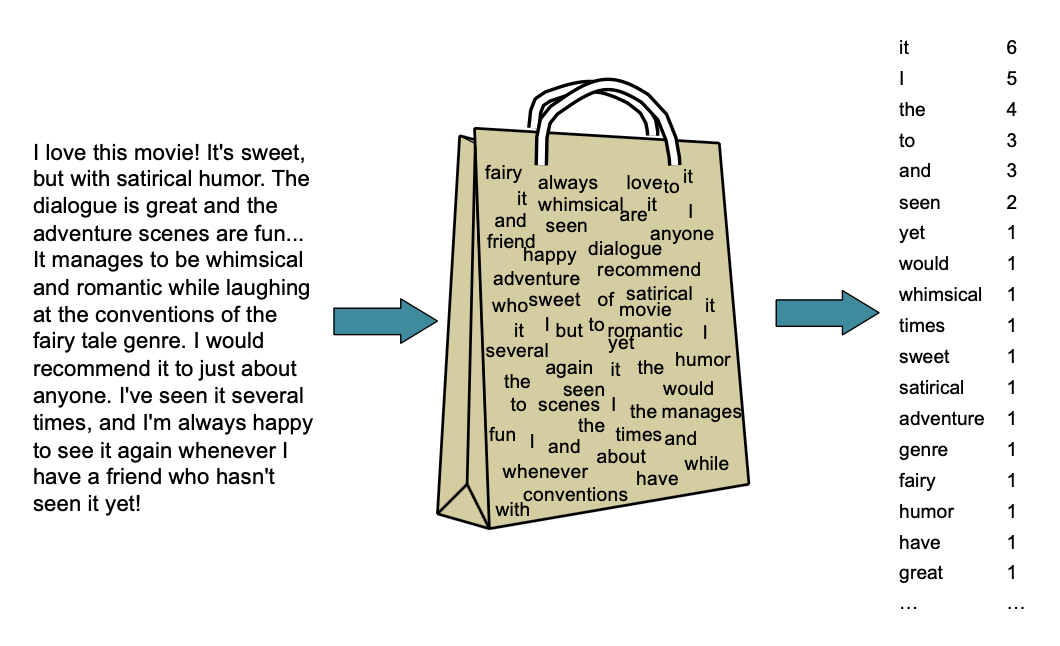 I love this movie! It's sweet,
but with satirical humor. The
dialogue is great and the
adventure scenes are fun...
It manages to be whimsical
and romantic while laughing
at the conventions of the
fairy tale genre. I would
recommend it to just about
anyone. I've seen it several
times, and I'm always happy
to see it again whenever I
have a friend who hasn't
seen it yet!
fairy always love to it
it whimsical are it I
and seen anyone
friend happy dialogue
adventure recommend
who sweet of satirical movie it
it I but to romantic I
several yet
again it the humor
the seen would
to scenes I the manages
fun I and the times and
about while
whenever have
conventions
with
it 6
I 5
the 4
to 3
and 3
seen 2
yet 1
would 1
whimsical 1
times 1
sweet 1
satirical 1
adventure 1
genre 1
fairy 1
humor 1
have 1
great 1
… …